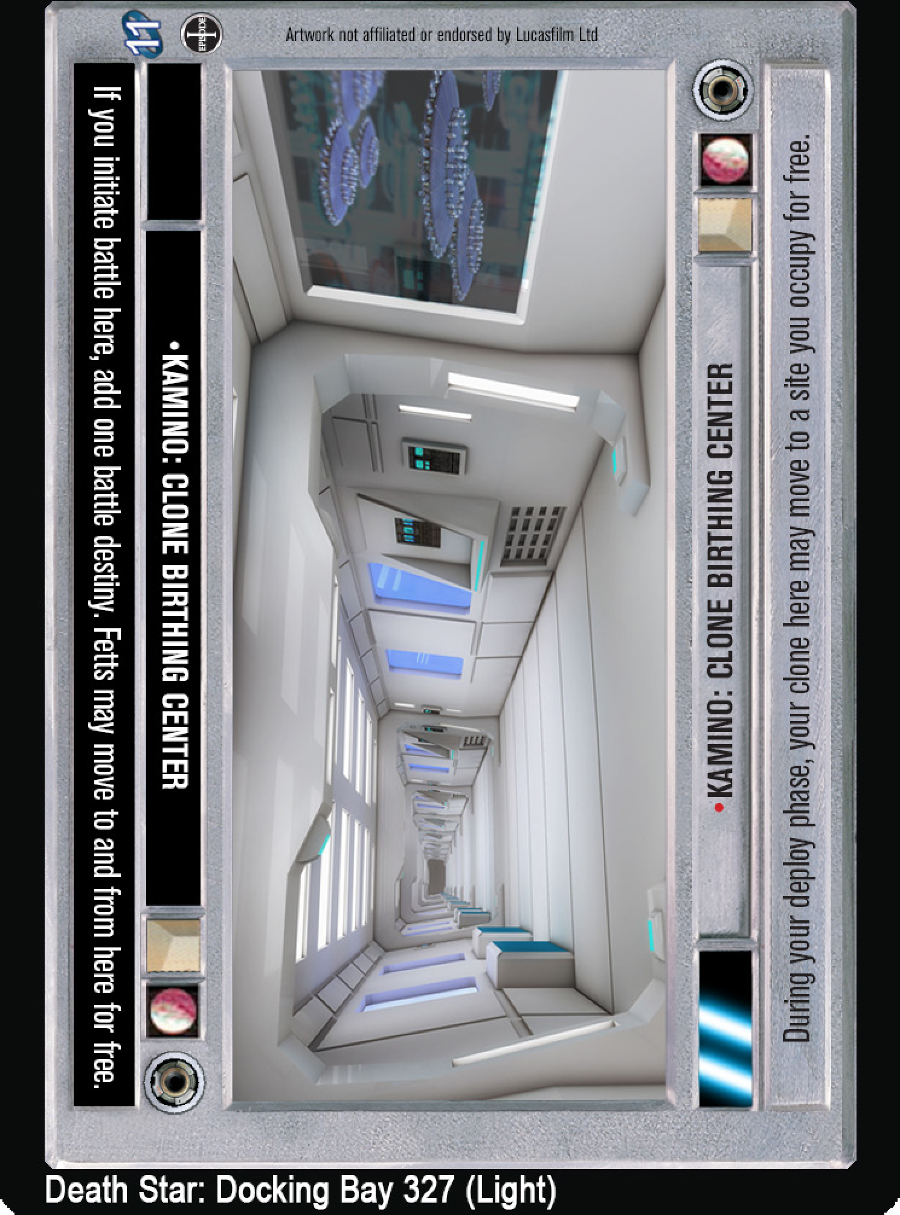 Artwork not affiliated or endorsed by Lucasfilm Ltd
11
EPISODE I
If you initiate battle here, add one battle destiny. Fetts may move to and from here for free.
•KAMINO: CLONE BIRTHING CENTER
•KAMINO: CLONE BIRTHING CENTER
During your deploy phase, your clone here may move to a site you occupy for free.
Death Star: Docking Bay 327 (Light)